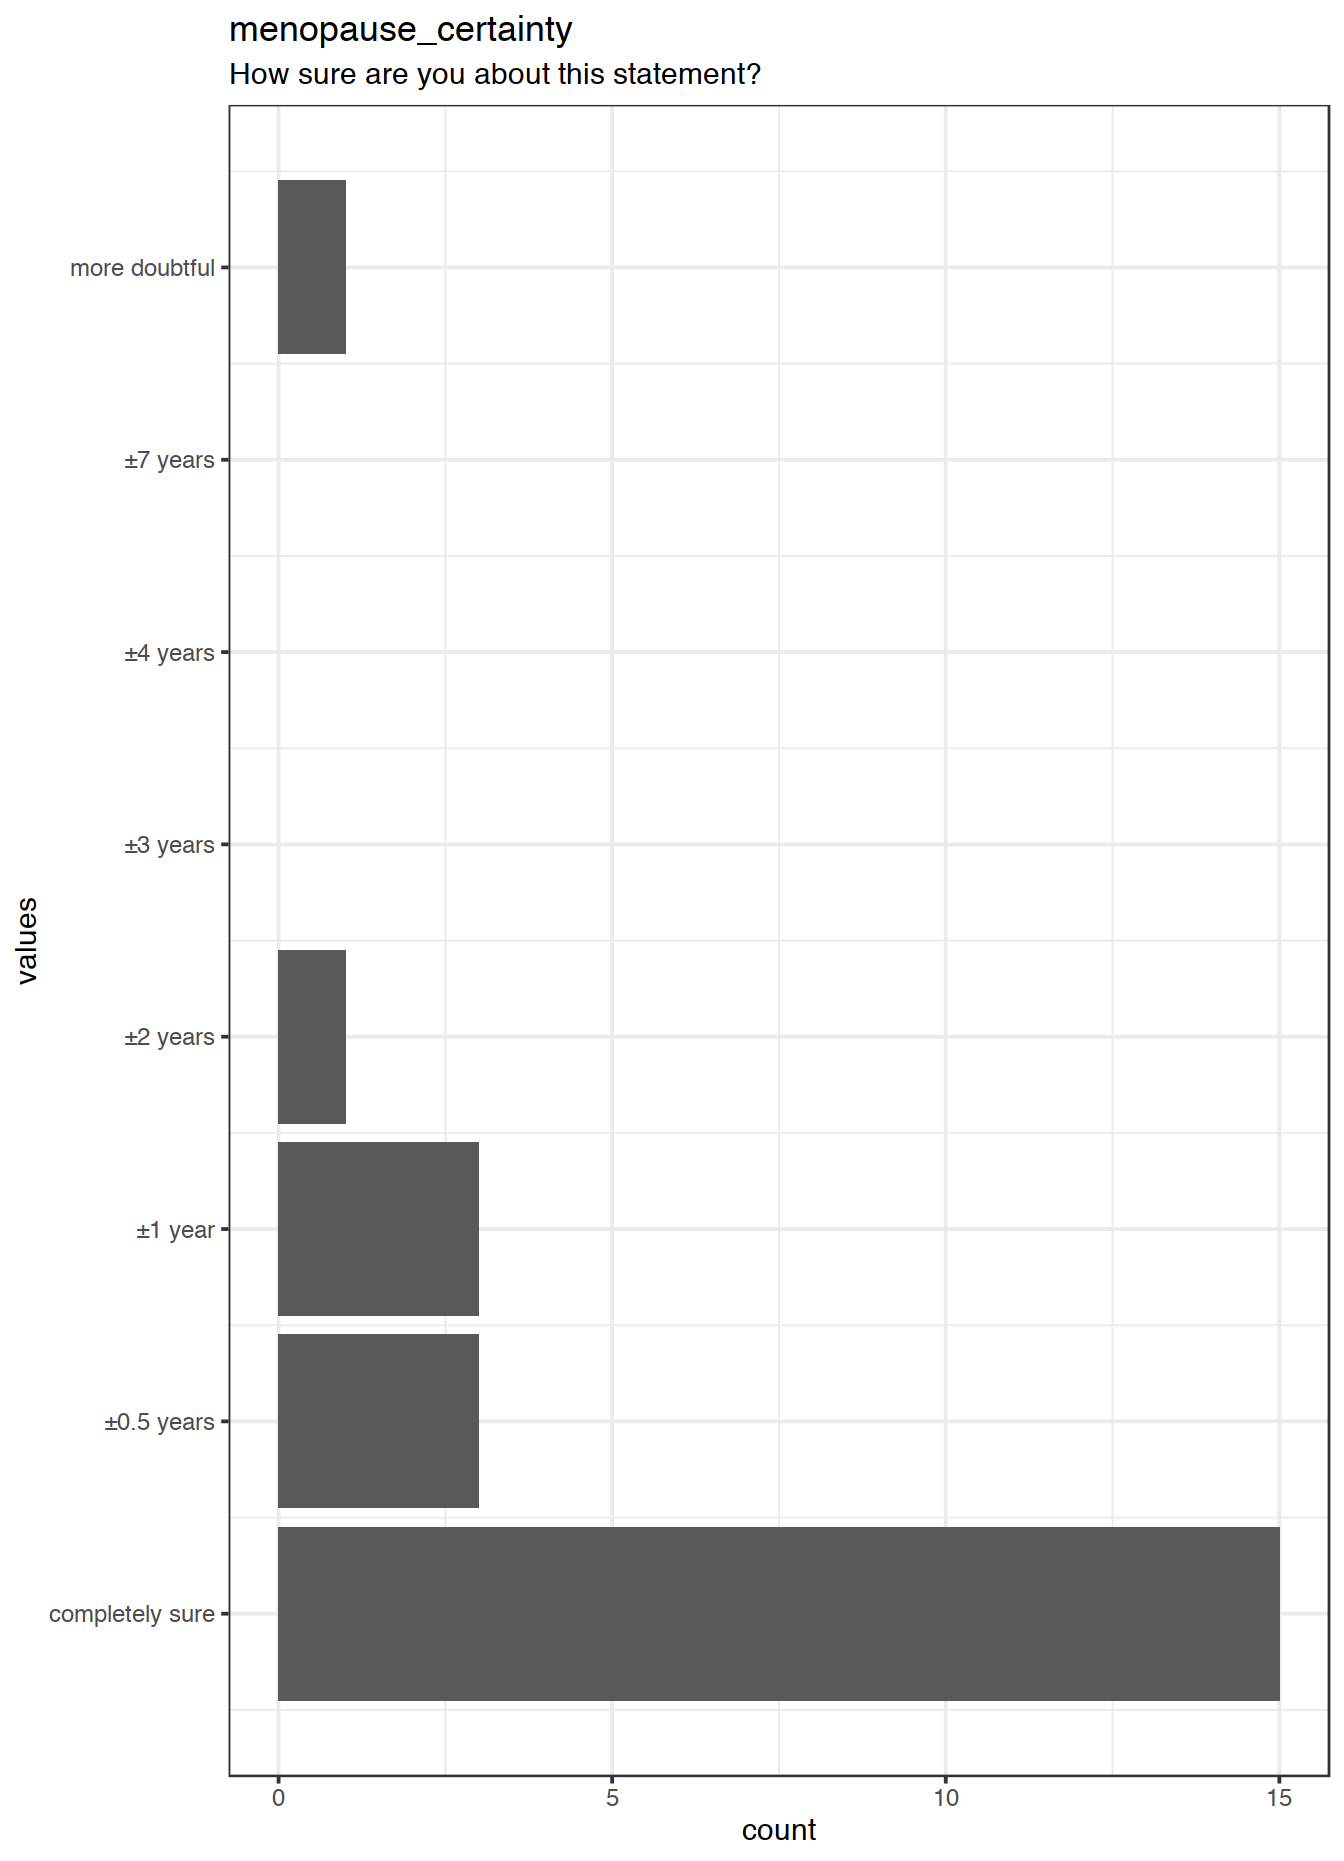 menopause_certainty
How sure are you about this statement?
values
more doubtful
±7 years
±4 years
±3 years
±2 years
±1 year
±0.5 years
completely sure
0 5 10 15
count